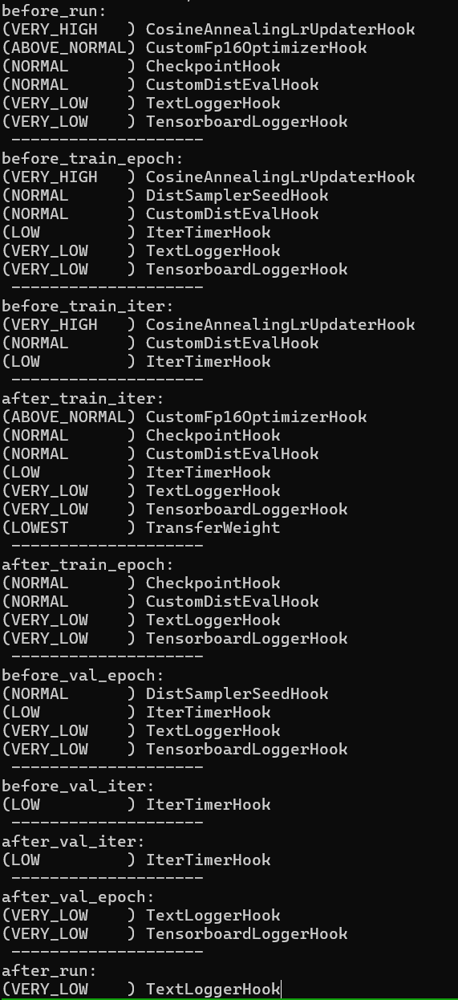 before_run:
(VERY_HIGH   ) CosineAnnealingLrUpdaterHook
(ABOVE_NORMAL) CustomFp16OptimizerHook
(NORMAL      ) CheckpointHook
(NORMAL      ) CustomDistEvalHook
(VERY_LOW    ) TextLoggerHook
(VERY_LOW    ) TensorboardLoggerHook
 --------------------
before_train_epoch:
(VERY_HIGH   ) CosineAnnealingLrUpdaterHook
(NORMAL      ) DistSamplerSeedHook
(NORMAL      ) CustomDistEvalHook
(LOW         ) IterTimerHook
(VERY_LOW    ) TextLoggerHook
(VERY_LOW    ) TensorboardLoggerHook
 --------------------
before_train_iter:
(VERY_HIGH   ) CosineAnnealingLrUpdaterHook
(NORMAL      ) CustomDistEvalHook
(LOW         ) IterTimerHook
 --------------------
after_train_iter:
(ABOVE_NORMAL) CustomFp16OptimizerHook
(NORMAL      ) CheckpointHook
(NORMAL      ) CustomDistEvalHook
(LOW         ) IterTimerHook
(VERY_LOW    ) TextLoggerHook
(VERY_LOW    ) TensorboardLoggerHook
(LOWEST      ) TransferWeight
 --------------------
after_train_epoch:
(NORMAL      ) CheckpointHook
(NORMAL      ) CustomDistEvalHook
(VERY_LOW    ) TextLoggerHook
(VERY_LOW    ) TensorboardLoggerHook
 --------------------
before_val_epoch:
(NORMAL      ) DistSamplerSeedHook
(LOW         ) IterTimerHook
(VERY_LOW    ) TextLoggerHook
(VERY_LOW    ) TensorboardLoggerHook
 --------------------
before_val_iter:
(LOW         ) IterTimerHook
 --------------------
after_val_iter:
(LOW         ) IterTimerHook
 --------------------
after_val_epoch:
(VERY_LOW    ) TextLoggerHook
(VERY_LOW    ) TensorboardLoggerHook
 --------------------
after_run:
(VERY_LOW    ) TextLoggerHook